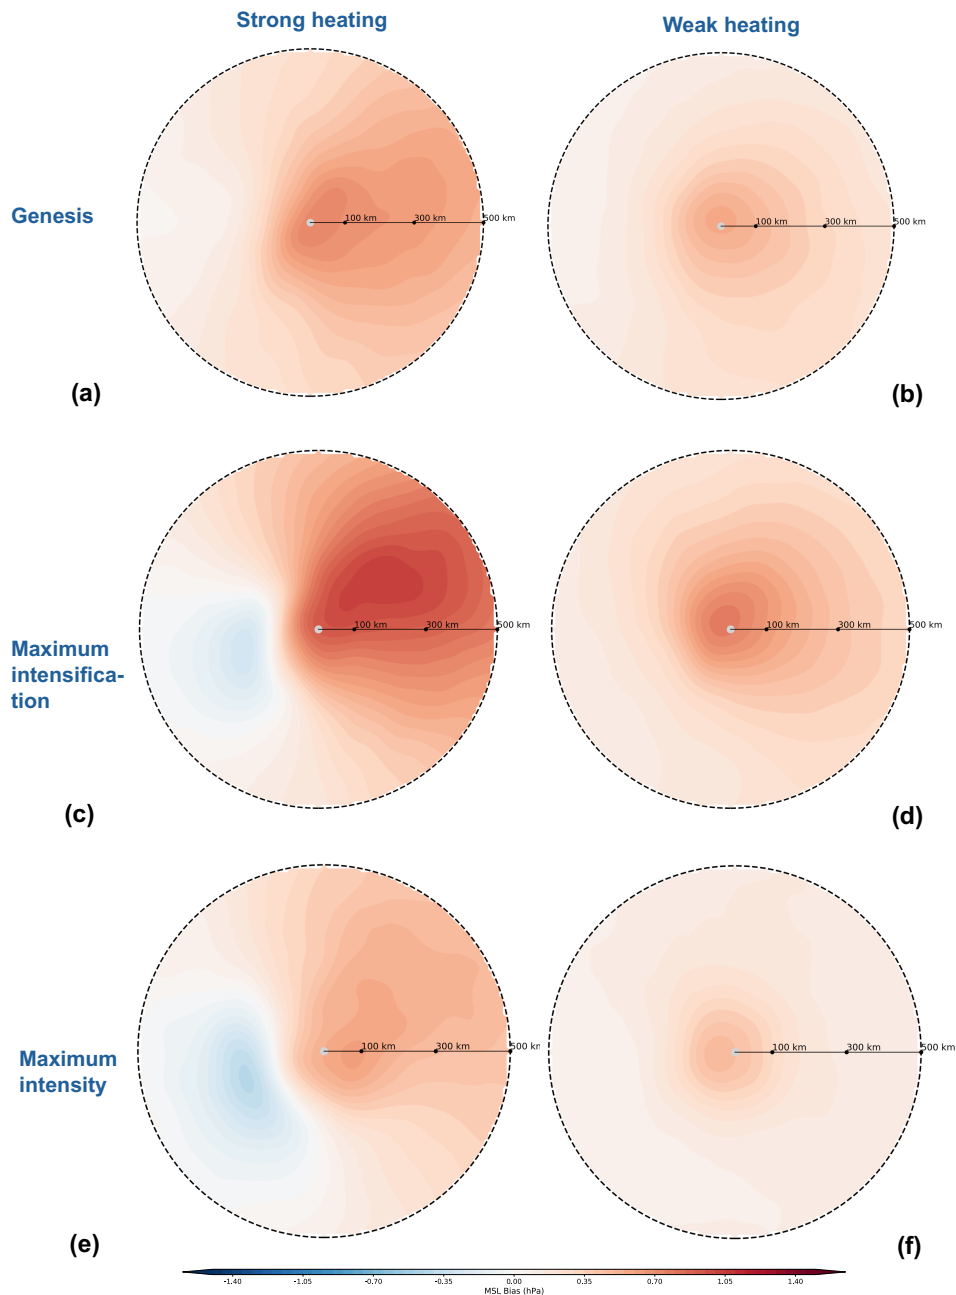 Strong heating
Weak heating
Genesis
100 km
300 km
500 km
100 km
300 km
500 km
(a)
(b)
Maximum
intensifica-
tion
100 km
300 km
500 km
100 km
300 km
500 km
(c)
(d)
Maximum
intensity
100 km
300 km
500 km
100 km
300 km
500 km
(e)
(f)
-1.40 -1.05 -0.70 -0.35 0.00 0.35 0.70 1.05 1.40
MSL Bias (hPa)